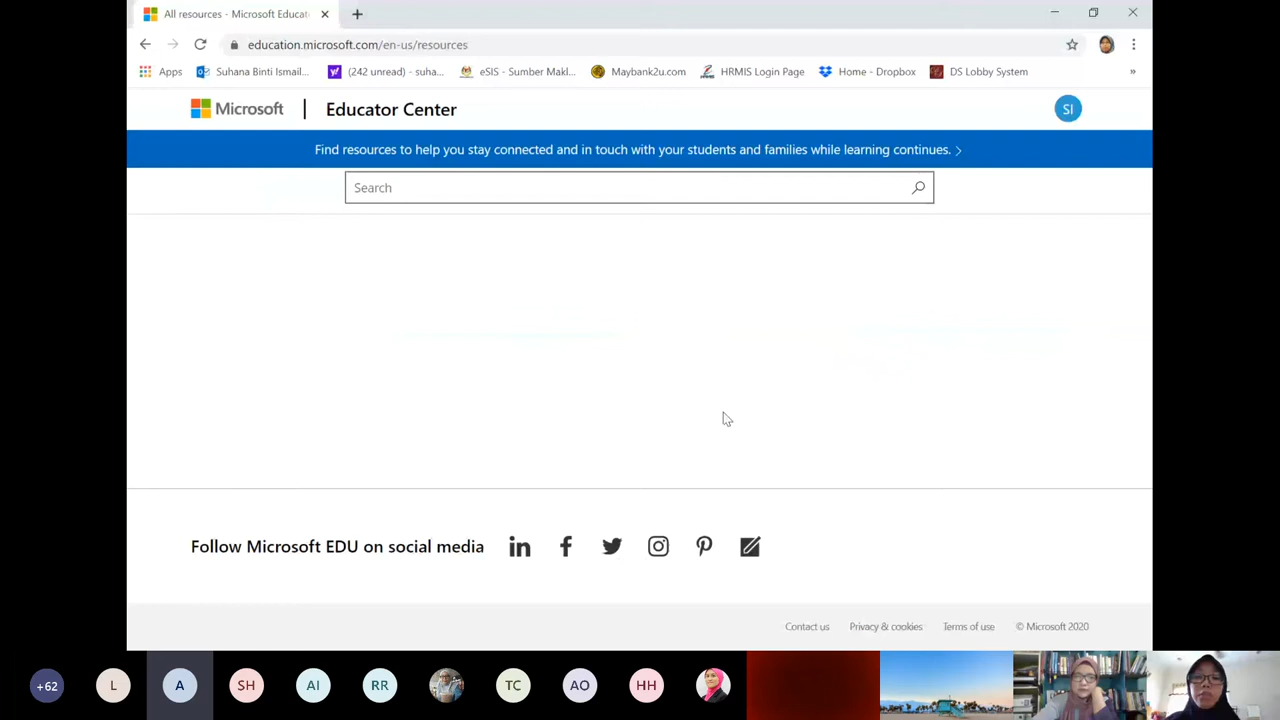 All resources - Microsoft Educat
education.microsoft.com/en-us/resources
Apps
Suhana Binti Ismail...
(242 unread) - suha...
eSIS - Sumber Makl...
Maybank2u.com
HRMIS Login Page
Home - Dropbox
DS Lobby System
»
Microsoft | Educator Center
SI
Find resources to help you stay connected and in touch with your students and families while learning continues. >
Search
Follow Microsoft EDU on social media
Contact us
Privacy & cookies
Terms of use
© Microsoft 2020
+62
L
A
SH
AI
RR
TC
AO
HH